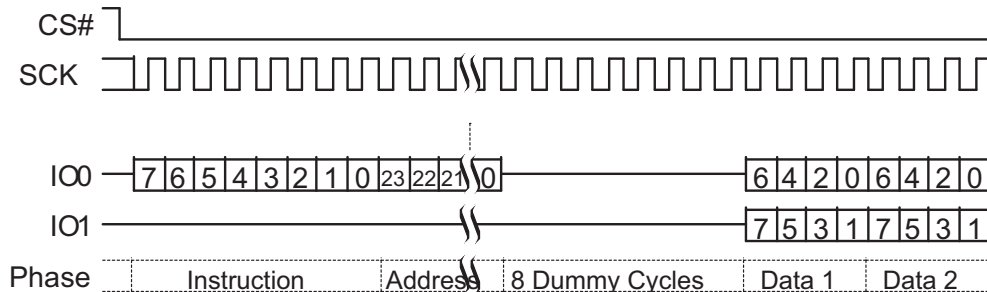 CS#
SCK
IO0 7 6 5 4 3 2 1 0 23 22 21 0 6 4 2 0 6 4 2 0
IO1 7 5 3 1 7 5 3 1
Phase Instruction Address 8 Dummy Cycles Data 1 Data 2